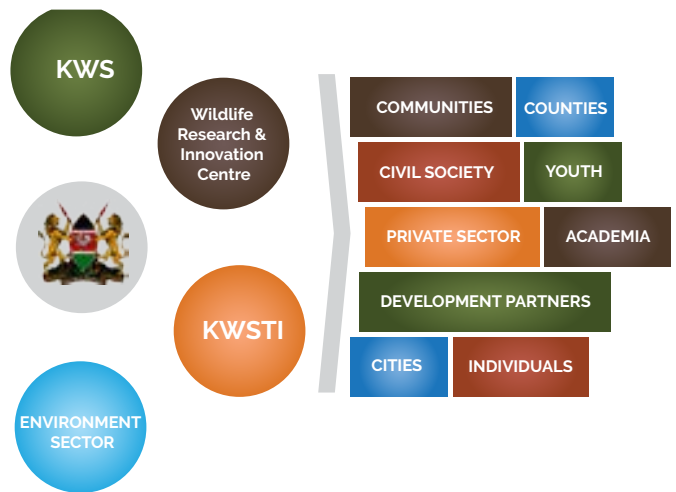 KWS
Wildlife
Research &
Innovation
Centre
KWSTI
ENVIRONMENT
SECTOR
COMMUNITIES
COUNTIES
CIVIL SOCIETY
YOUTH
PRIVATE SECTOR
ACADEMIA
DEVELOPMENT PARTNERS
CITIES
INDIVIDUALS